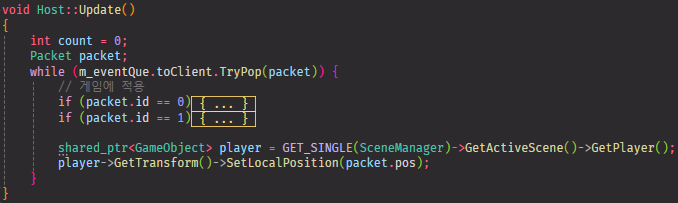 void Host::Update()
{
    int count = 0;
    Packet packet;
    while (m_eventQue.toClient.TryPop(packet)) {
        // 게임에 적용
        if (packet.id == 0) { ... }
        if (packet.id == 1) { ... }

        shared_ptr<GameObject> player = GET_SINGLE(SceneManager)->GetActiveScene()->GetPlayer();
        player->GetTransform()->SetLocalPosition(packet.pos);
    }
}